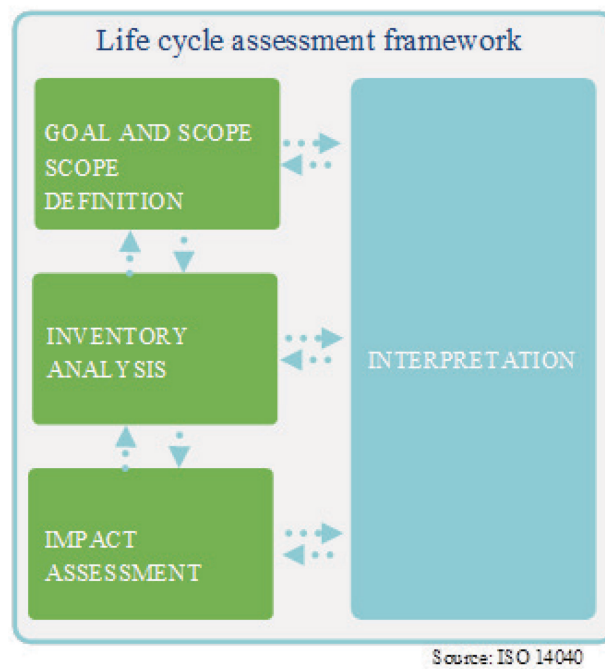 Life cycle assessment framework
GOAL AND SCOPE
SCOPE
DEFINITION
INVENTORY
ANALYSIS
INTERPRETATION
IMPACT
ASSESSMENT
Source: ISO 14040